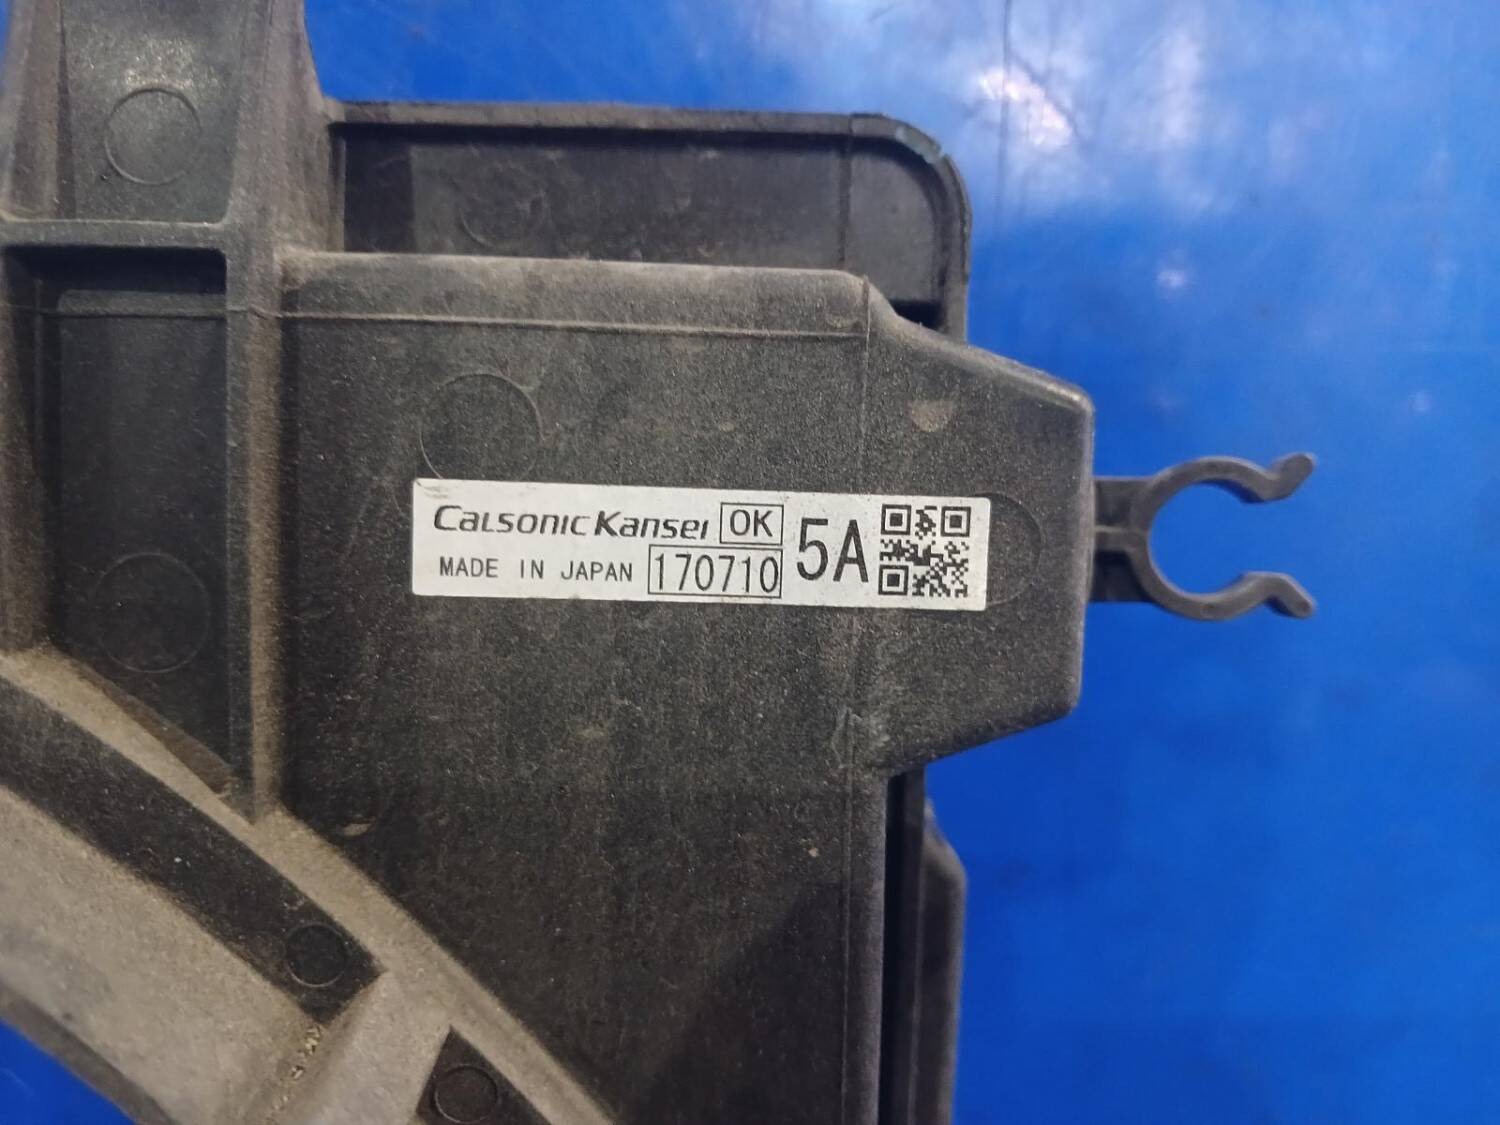 CALSONIC KANSEI OK
MADE IN JAPAN 170710
5A